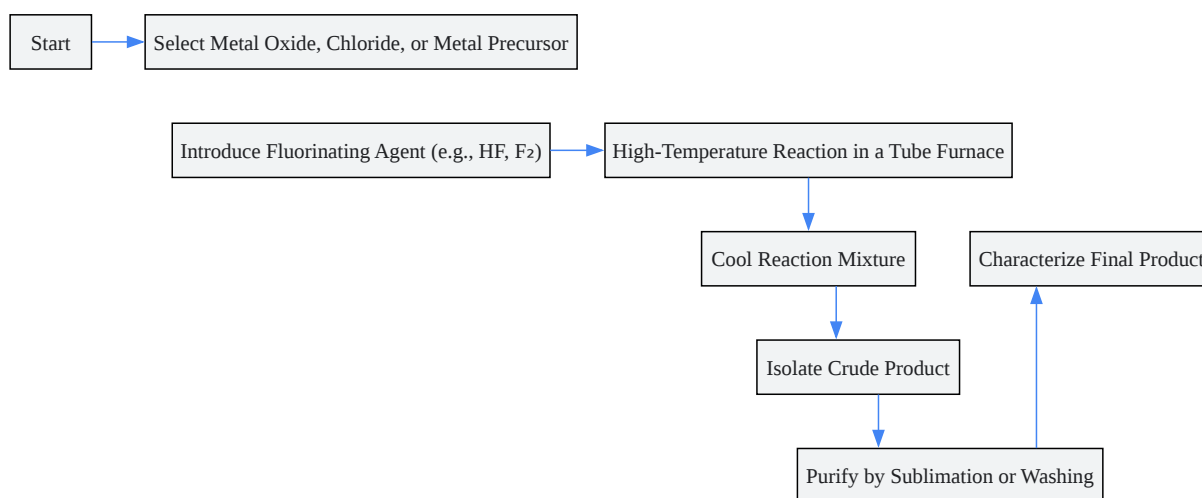 Start
Select Metal Oxide, Chloride, or Metal Precursor
Introduce Fluorinating Agent (e.g., HF, F₂)
High-Temperature Reaction in a Tube Furnace
Cool Reaction Mixture
Characterize Final Product
Isolate Crude Product
Purify by Sublimation or Washing